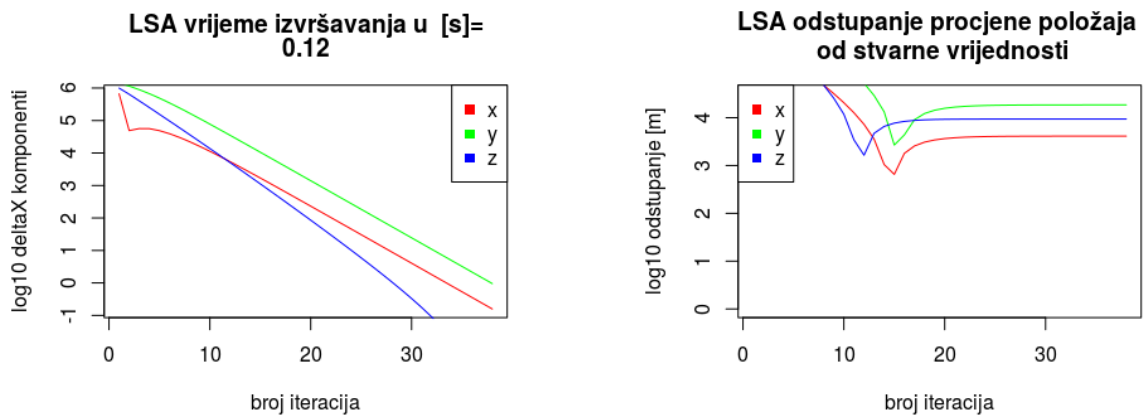 LSA vrijeme izvršavanja u  [s]=
0.12
log10 deltaX komponenti
6
5
4
3
2
1
0
-1
0
10
20
30
broj iteracija
x
y
z
LSA odstupanje procjene položaja
od stvarne vrijednosti
log10 odstupanje [m]
4
3
2
1
0
0
10
20
30
broj iteracija
x
y
z